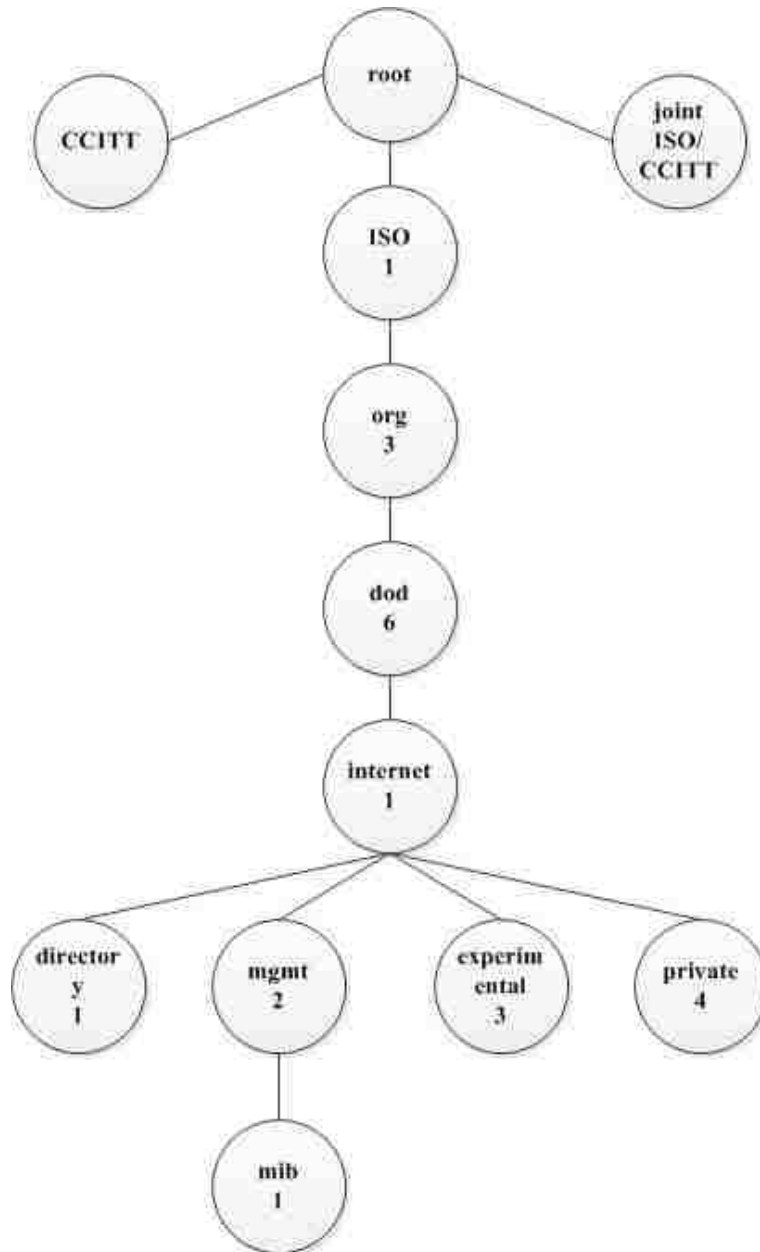 root
CCITT
joint
ISO/
CCITT
ISO
1
org
3
dod
6
internet
1
director
y
1
mgmt
2
experim
ental
3
private
4
mib
1